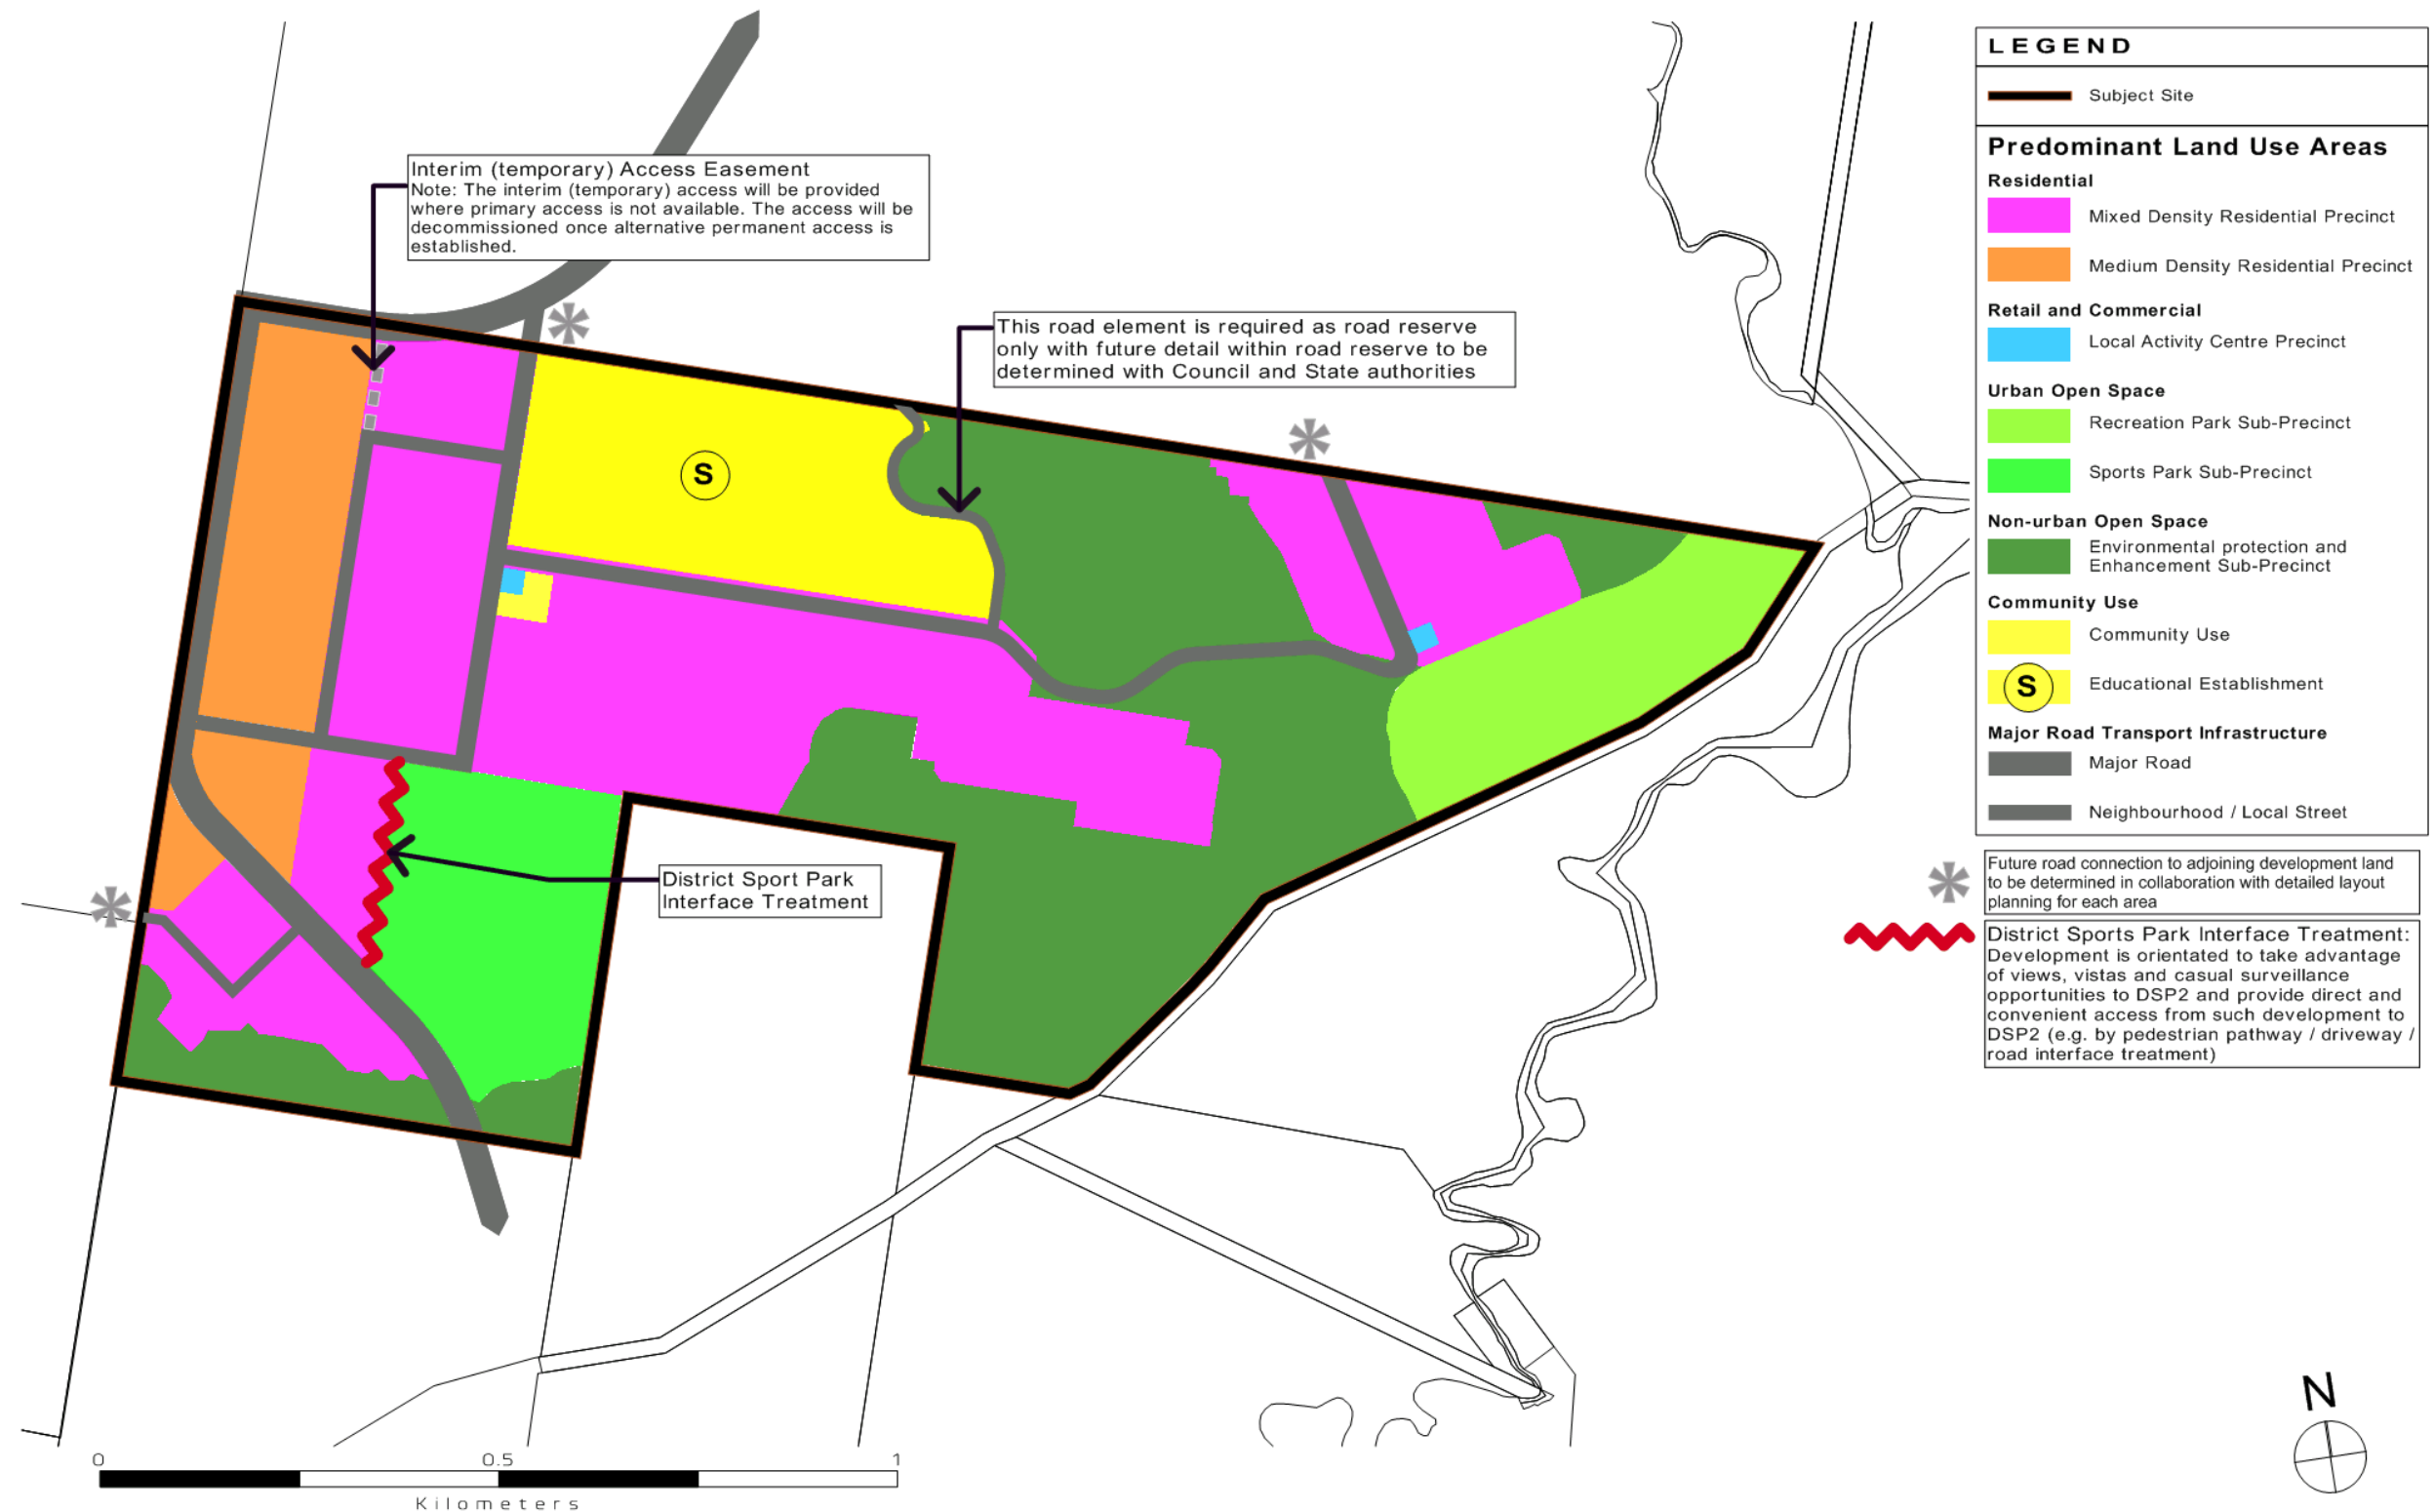 Interim (temporary) Access Easement
Note: The interim (temporary) access will be provided
where primary access is not available. The access will be
decommissioned once alternative permanent access is
established.
This road element is required as road reserve
only with future detail within road reserve to be
determined with Council and State authorities
S
District Sport Park
Interface Treatment
0
0.5
1
Kilometers
LEGEND
Subject Site
Predominant Land Use Areas
Residential
Mixed Density Residential Precinct
Medium Density Residential Precinct
Retail and Commercial
Local Activity Centre Precinct
Urban Open Space
Recreation Park Sub-Precinct
Sports Park Sub-Precinct
Non-urban Open Space
Environmental protection and
Enhancement Sub-Precinct
Community Use
Community Use
S
Educational Establishment
Major Road Transport Infrastructure
Major Road
Neighbourhood / Local Street
Future road connection to adjoining development land
to be determined in collaboration with detailed layout
planning for each area
District Sports Park Interface Treatment:
Development is orientated to take advantage
of views, vistas and casual surveillance
opportunities to DSP2 and provide direct and
convenient access from such development to
DSP2 (e.g. by pedestrian pathway / driveway /
road interface treatment)
N